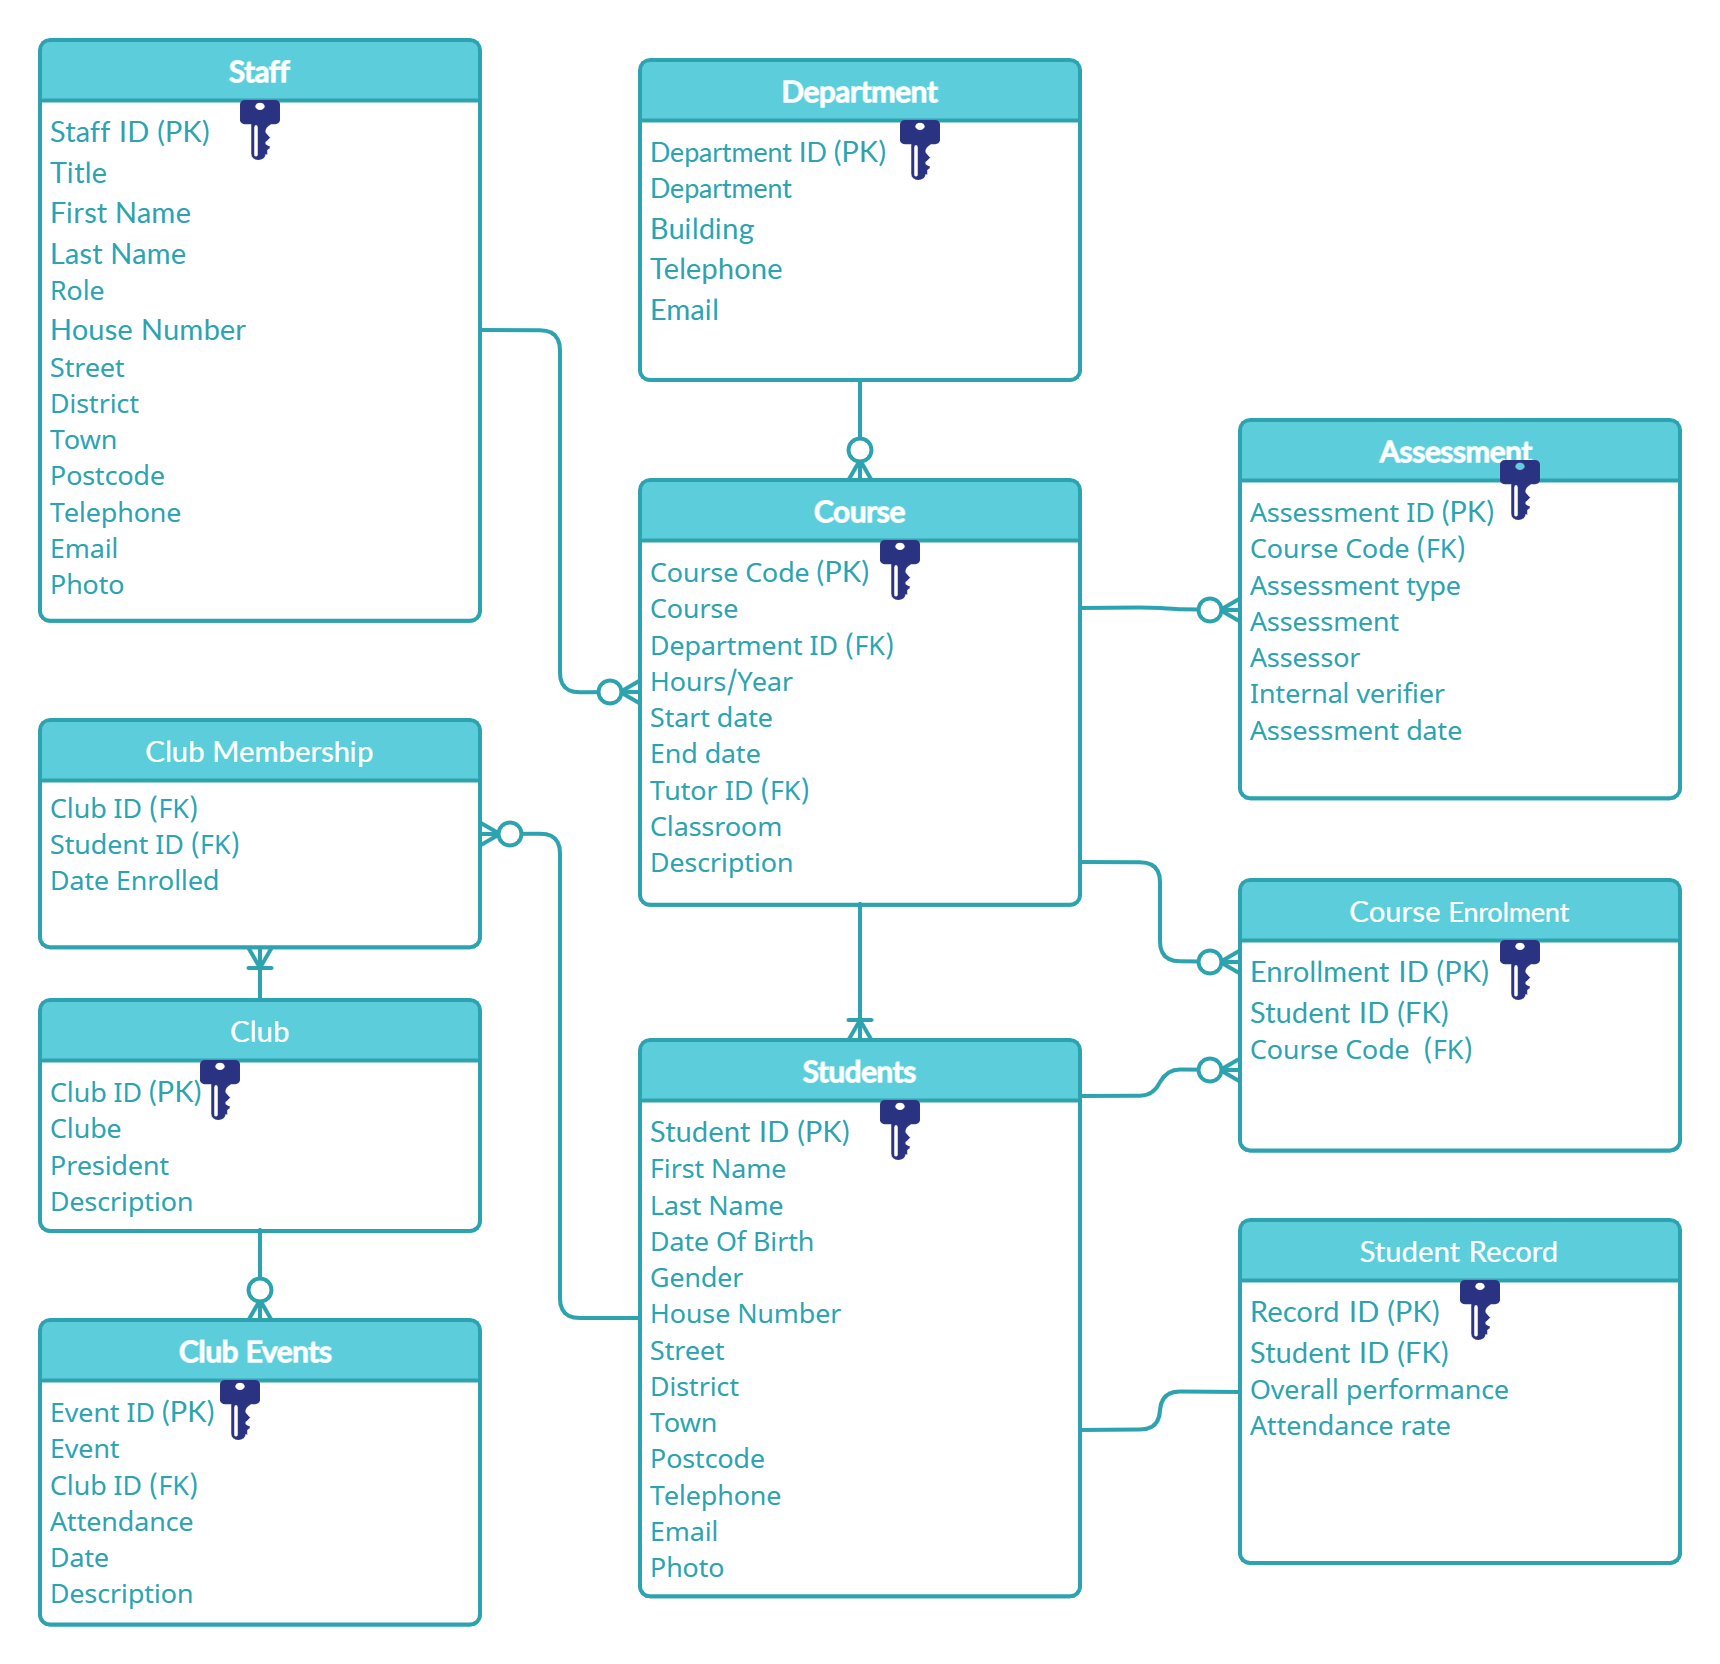 Staff
Staff ID (PK)
Title
First Name
Last Name
Role
House Number
Street
District
Town
Postcode
Telephone
Email
Photo
Department
Department ID (PK)
Department
Building
Telephone
Email
Course
Course Code (PK)
Course
Department ID (FK)
Hours/Year
Start date
End date
Tutor ID (FK)
Classroom
Description
Assessment
Assessment ID (PK)
Course Code (FK)
Assessment type
Assessment
Assessor
Internal verifier
Assessment date
Club Membership
Club ID (FK)
Student ID (FK)
Date Enrolled
Club
Club ID (PK)
Clube
President
Description
Club Events
Event ID (PK)
Event
Club ID (FK)
Attendance
Date
Description
Students
Student ID (PK)
First Name
Last Name
Date Of Birth
Gender
House Number
Street
District
Town
Postcode
Telephone
Email
Photo
Course Enrolment
Enrollment ID (PK)
Student ID (FK)
Course Code (FK)
Student Record
Record ID (PK)
Student ID (FK)
Overall performance
Attendance rate